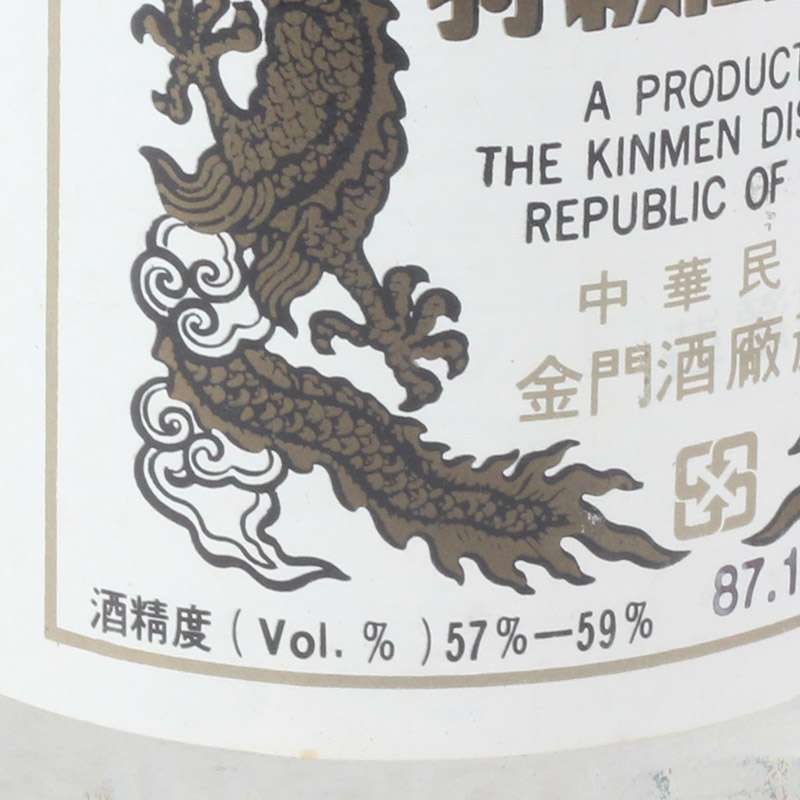 A PRODUCT
THE KINMEN
REPUBLIC OF
中華民
金門酒廠
酒精度 (Vol. %) 57%—59%
87.1